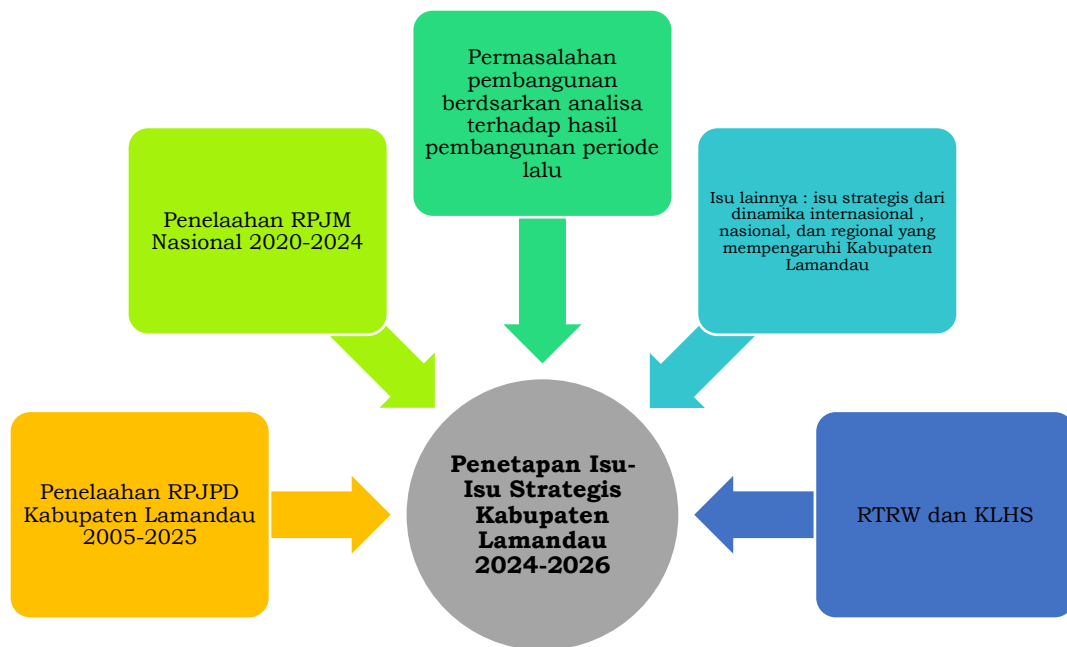 Permasalahan
pembangunan
berdsarkan analisa
terhadap hasil
pembangunan periode
lalu
Penelaahan RPJM
Nasional 2020-2024
Isu lainnya : isu strategis dari
dinamika internasional ,
nasional, dan regional yang
mempengaruhi Kabupaten
Lamandau
Penelaahan RPJPD
Kabupaten Lamandau
2005-2025
Penetapan Isu-
Isu Strategis
Kabupaten
Lamandau
2024-2026
RTRW dan KLHS